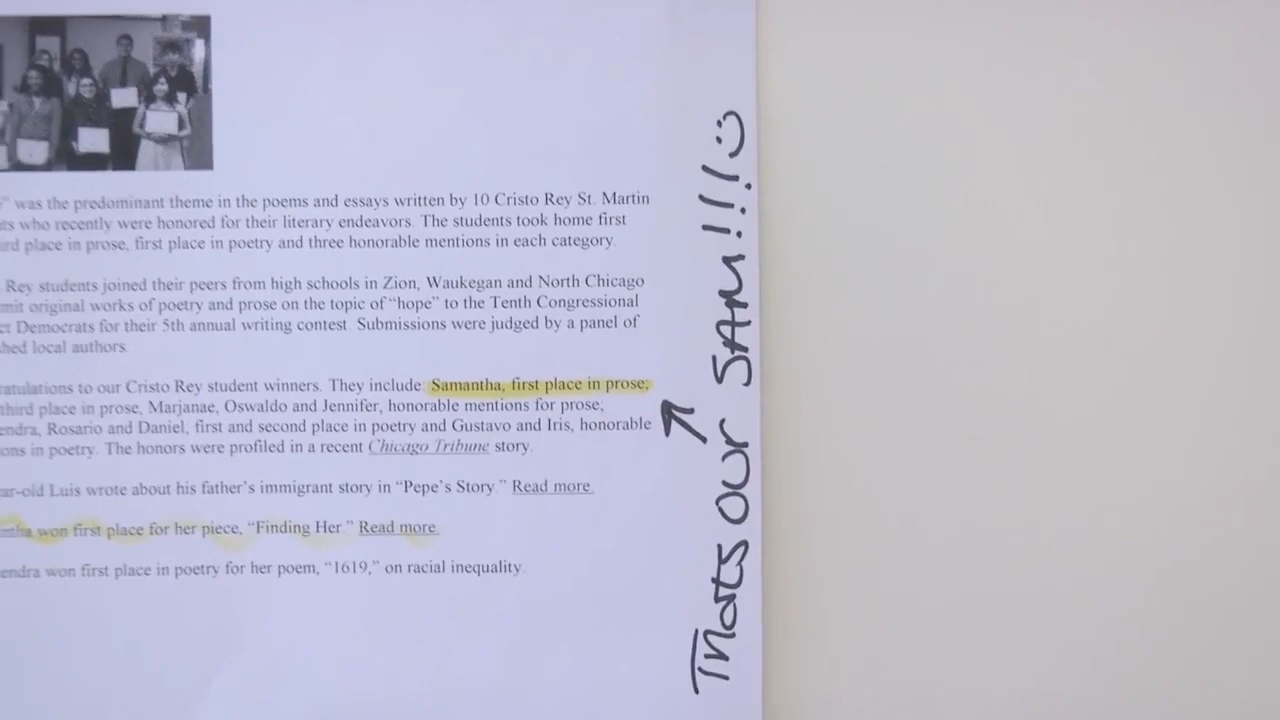 " was the predominant theme in the poems and essays written by 10 Cristo Rey St. Martin
ts who recently were honored for their literary endeavors. The students took home first
ird place in prose, first place in poetry and three honorable mentions in each category.
Rey students joined their peers from high schools in Zion, Waukegan and North Chicago
mit original works of poetry and prose on the topic of "hope" to the Tenth Congressional
ct Democrats for their 5th annual writing contest. Submissions were judged by a panel of
hed local authors.
ratulations to our Cristo Rey student winners. They include: Samantha, first place in prose;
third place in prose, Marjanae, Oswaldo and Jennifer, honorable mentions for prose;
endra, Rosario and Daniel, first and second place in poetry and Gustavo and Iris, honorable
ons in poetry. The honors were profiled in a recent Chicago Tribune story.
ar-old Luis wrote about his father's immigrant story in "Pepe's Story." Read more.
ntha won first place for her piece, "Finding Her." Read more.
endra won first place in poetry for her poem, "1619," on racial inequality.
Thats our SAM!!!! :)